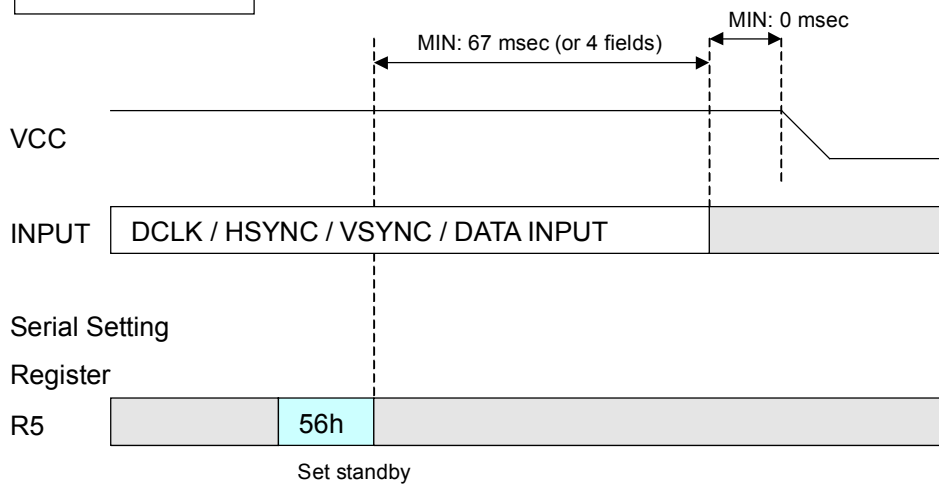 MIN: 0 msec
MIN: 67 msec (or 4 fields)
VCC
INPUT DCLK / HSYNC / VSYNC / DATA INPUT
Serial Setting
Register
R5 56h
Set standby